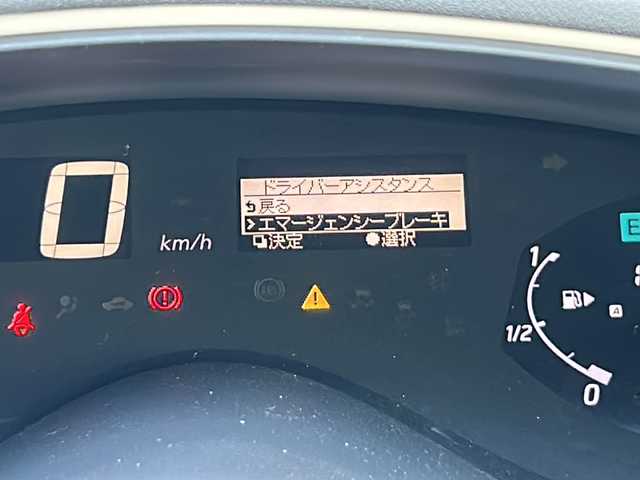 ドライバーアシスタンス
戻る
エマージェンシーブレーキ
決定 選択
0
km/h
1
1/2
0
E
A